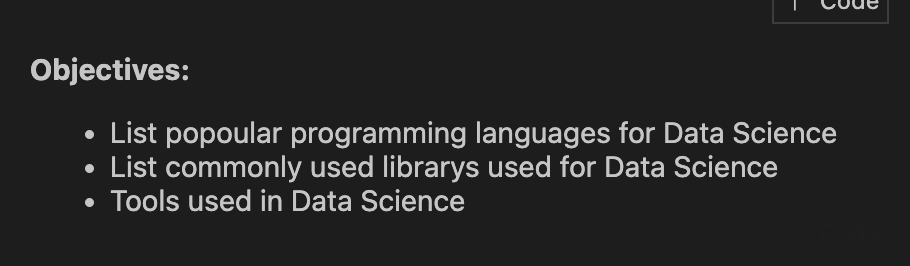 Code
Objectives:
• List popoular programming languages for Data Science
• List commonly used librarys used for Data Science
• Tools used in Data Science